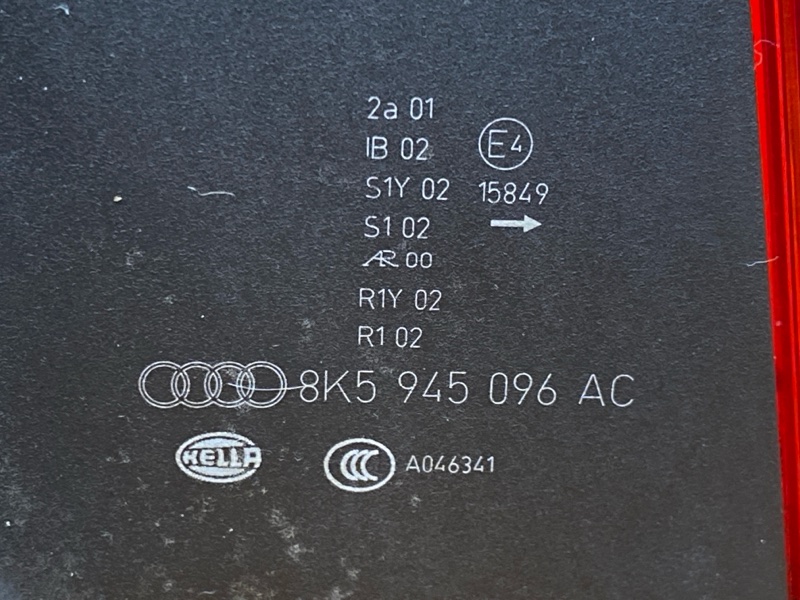 2a 01
IB 02
E4
S1Y 02 15849
S1 02
AR 00
R1Y 02
R1 02
8K5 945 096 AC
HELLA
CCC A046341